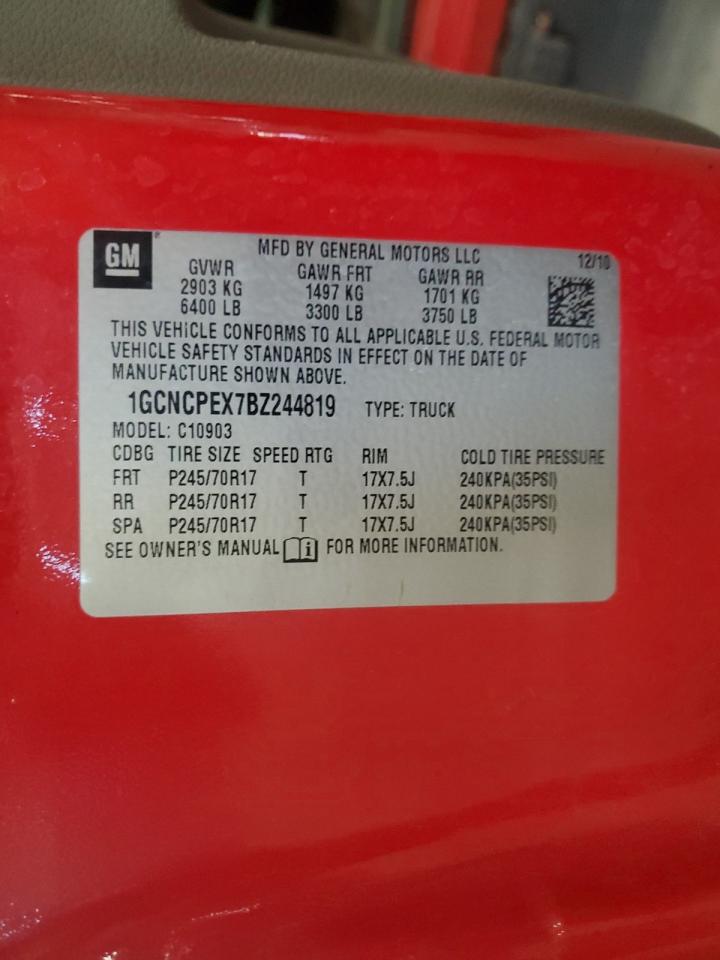 GM
MFD BY GENERAL MOTORS LLC 12/10
GVWR GAWR FRT GAWR RR
2903 KG 1497 KG 1701 KG
6400 LB 3300 LB 3750 LB
THIS VEHICLE CONFORMS TO ALL APPLICABLE U.S. FEDERAL MOTOR
VEHICLE SAFETY STANDARDS IN EFFECT ON THE DATE OF
MANUFACTURE SHOWN ABOVE.
1GCNCPEX7BZ244819 TYPE: TRUCK
MODEL: C10903
CDBG TIRE SIZE SPEED RTG RIM COLD TIRE PRESSURE
FRT P245/70R17 T 17X7.5J 240KPA(35PSI)
RR P245/70R17 T 17X7.5J 240KPA(35PSI)
SPA P245/70R17 T 17X7.5J 240KPA(35PSI)
SEE OWNER'S MANUAL i FOR MORE INFORMATION.